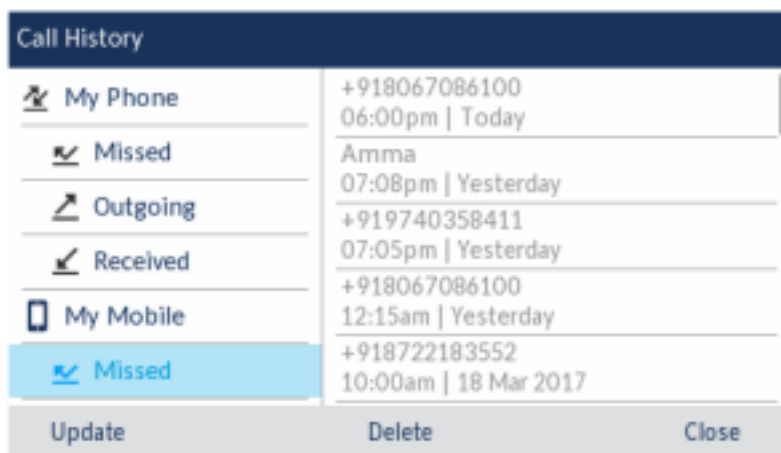 Call History
My Phone
Missed
Outgoing
Received
My Mobile
Missed
+918067086100
06:00pm | Today
Amma
07:08pm | Yesterday
+919740358411
07:05pm | Yesterday
+918067086100
12:15am | Yesterday
+918722183552
10:00am | 18 Mar 2017
Update
Delete
Close